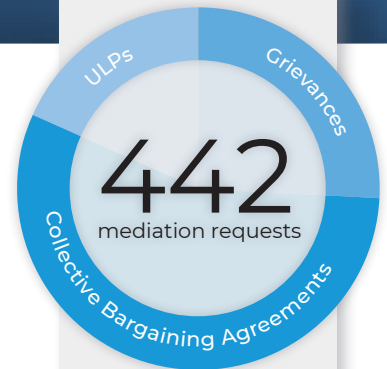 ULPs
Grievances
442
mediation requests
Collective Bargaining Agreements